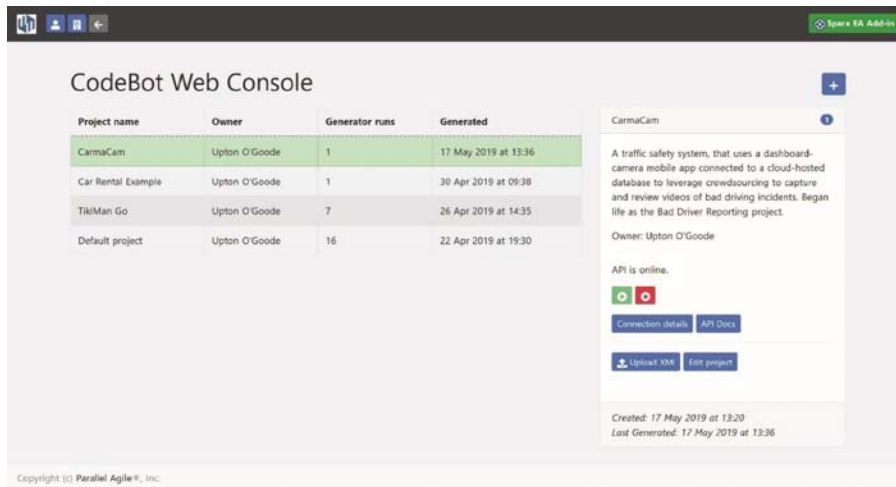 Sparx EA Add-in
CodeBot Web Console
Project name Owner Generator runs Generated
CarmaCam Upton O'Goode 1 17 May 2019 at 13:36
Car Rental Example Upton O'Goode 1 30 Apr 2019 at 09:38
TikiMan Go Upton O'Goode 7 26 Apr 2019 at 14:35
Default project Upton O'Goode 16 22 Apr 2019 at 19:30
CarmaCam 1
A traffic safety system, that uses a dashboard-
camera mobile app connected to a cloud-hosted
database to leverage crowdsourcing to capture
and review videos of bad driving incidents. Began
life as the Bad Driver Reporting project.
Owner: Upton O'Goode
API is online.
Connection details API Docs
Upload XMI Edit project
Created: 17 May 2019 at 13:20
Last Generated: 17 May 2019 at 13:36
Copyright (c) Parallel Agile®, Inc.